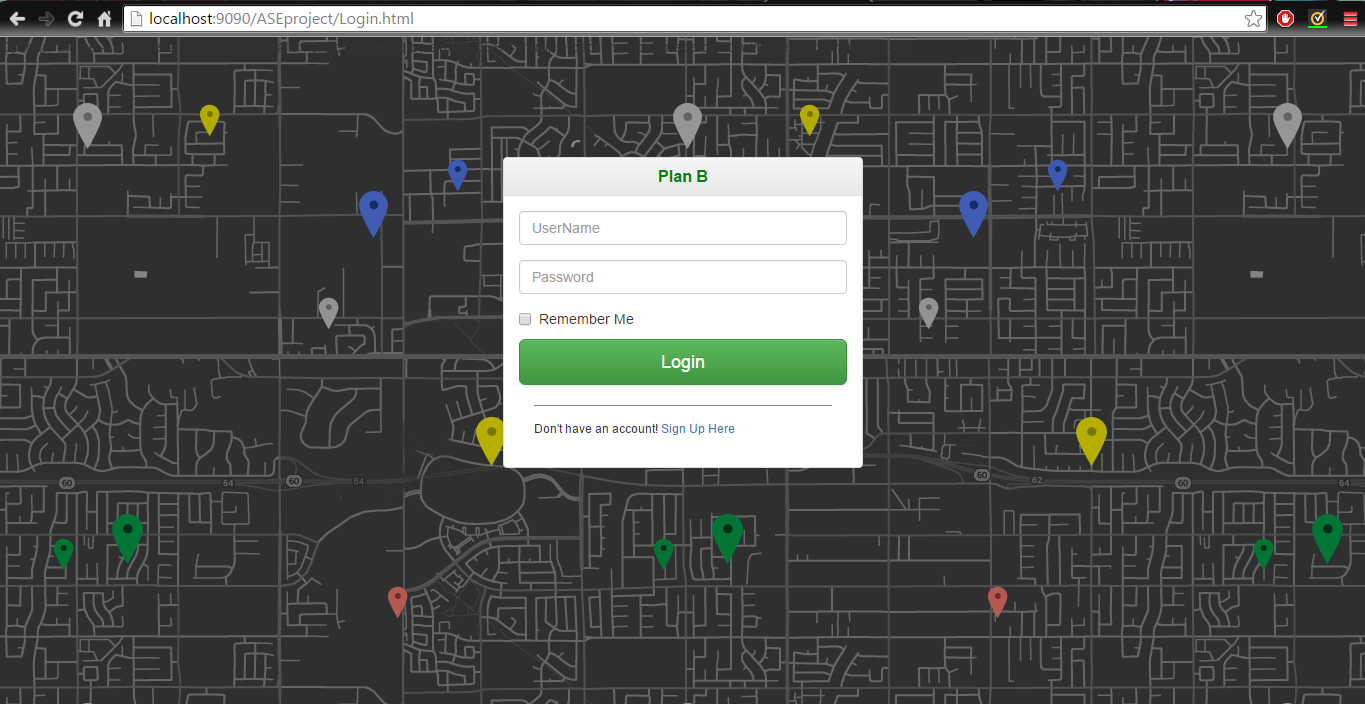 localhost:9090/ASEproject/Login.html
Plan B
UserName
Password
Remember Me
Login
Don't have an account! Sign Up Here
60 64 60 64 60 62 60 64